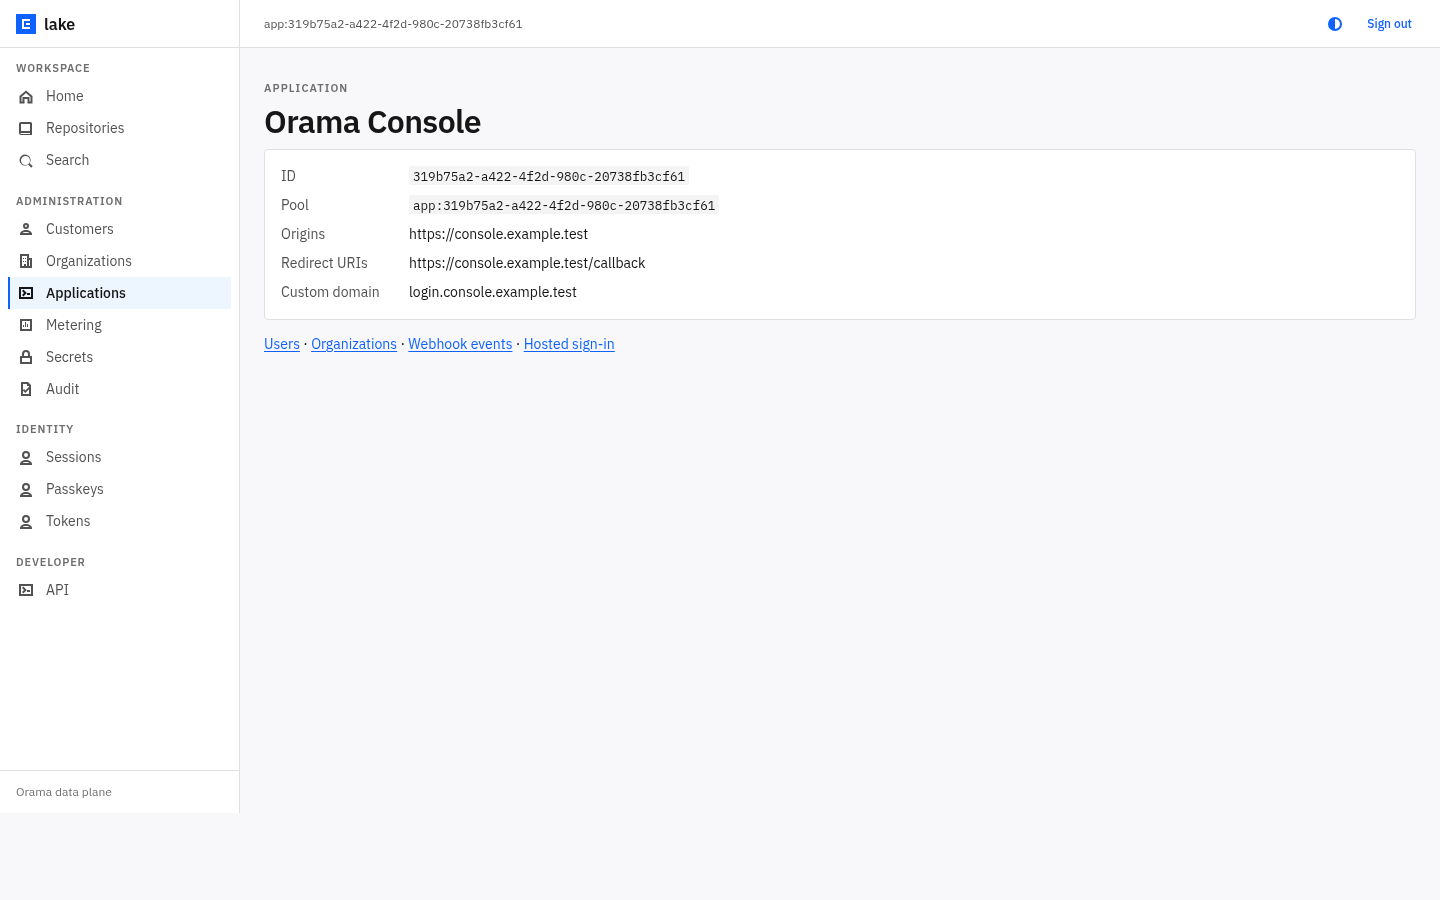 lake
app:319b75a2-a422-4f2d-980c-20738fb3cf61
Sign out
WORKSPACE
Home
Repositories
Search
ADMINISTRATION
Customers
Organizations
Applications
Metering
Secrets
Audit
IDENTITY
Sessions
Passkeys
Tokens
DEVELOPER
API
Orama data plane
APPLICATION
Orama Console
ID 319b75a2-a422-4f2d-980c-20738fb3cf61
Pool app:319b75a2-a422-4f2d-980c-20738fb3cf61
Origins https://console.example.test
Redirect URIs https://console.example.test/callback
Custom domain login.console.example.test
Users · Organizations · Webhook events · Hosted sign-in